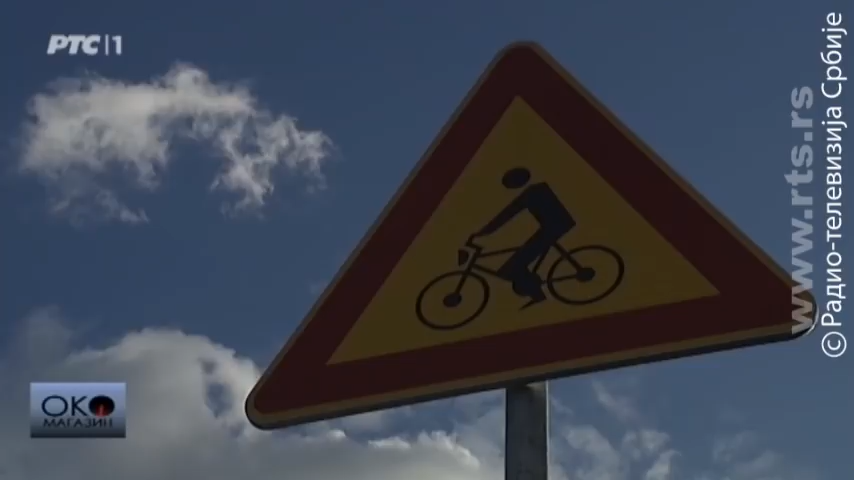 РТС|1
ОКО
МАГАЗИН
www.rts.rs
© Радио-телевизија Србије